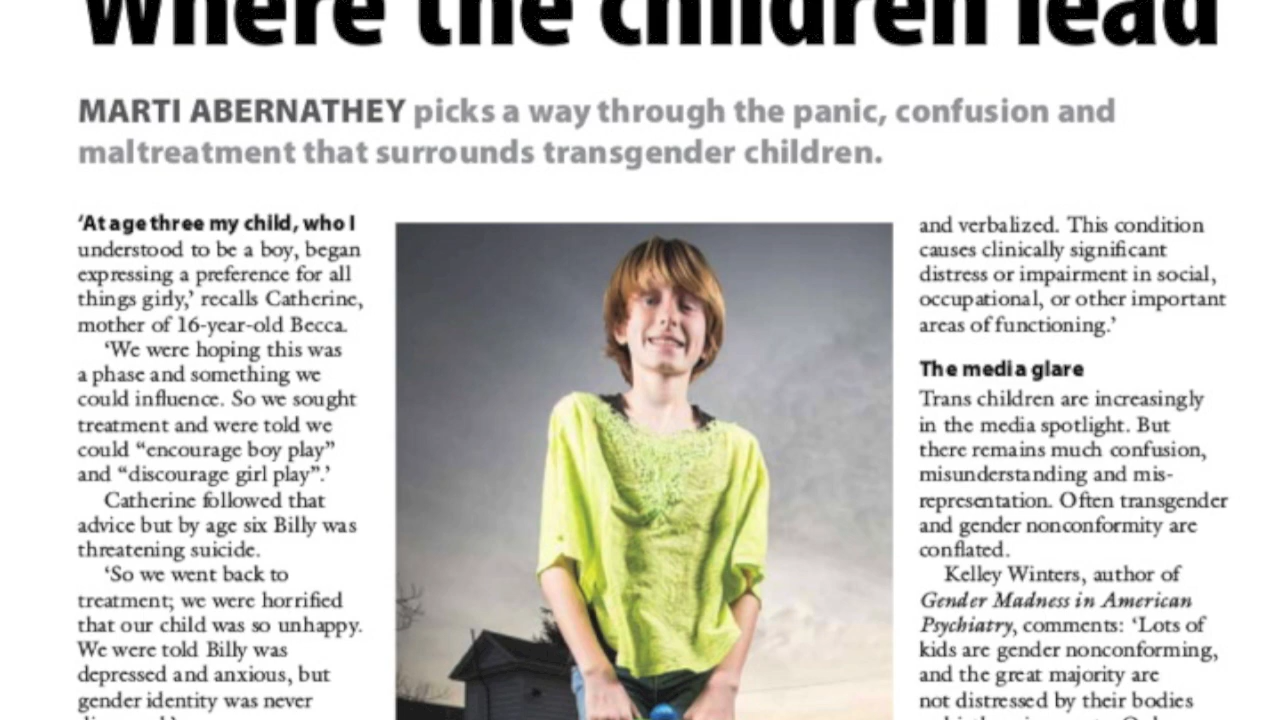 Where the children lead
MARTI ABERNATHEY picks a way through the panic, confusion and
maltreatment that surrounds transgender children.
‘At age three my child, who I
understood to be a boy, began
expressing a preference for all
things girly,’ recalls Catherine,
mother of 16-year-old Becca.
‘We were hoping this was
a phase and something we
could influence. So we sought
treatment and were told we
could “encourage boy play”
and “discourage girl play”.’
Catherine followed that
advice but by age six Billy was
threatening suicide.
‘So we went back to
treatment; we were horrified
that our child was so unhappy.
We were told Billy was
depressed and anxious, but
gender identity was never
and verbalized. This condition
causes clinically significant
distress or impairment in social,
occupational, or other important
areas of functioning.’
The media glare
Trans children are increasingly
in the media spotlight. But
there remains much confusion,
misunderstanding and mis-
representation. Often transgender
and gender nonconformity are
conflated.
Kelley Winters, author of
Gender Madness in American
Psychiatry, comments: ‘Lots of
kids are gender nonconforming,
and the great majority are
not distressed by their bodies